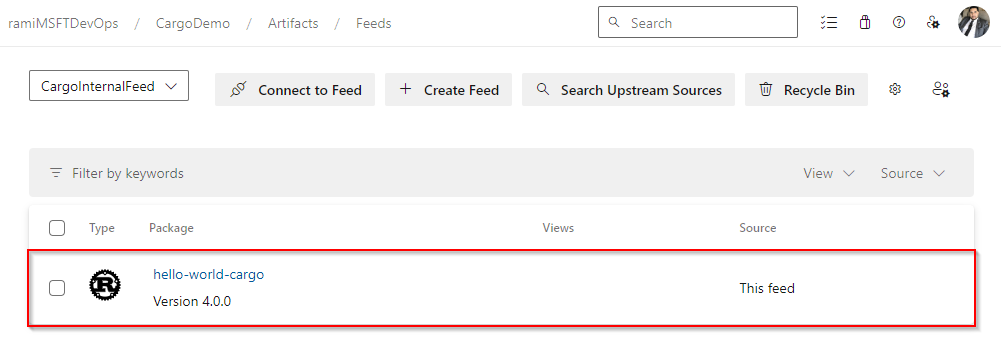 ramiMSFTDevOps / CargoDemo / Artifacts / Feeds Search
CargoInternalFeed Connect to Feed Create Feed Search Upstream Sources Recycle Bin
Filter by keywords View Source
Type Package Views Source
R hello-world-cargo
Version 4.0.0 This feed